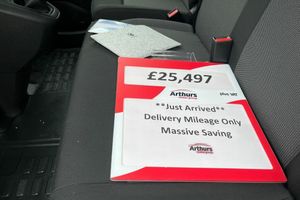 £25,497
Arthurs
plus VAT
**Just Arrived**
Delivery Mileage Only
Massive Saving
Arthurs